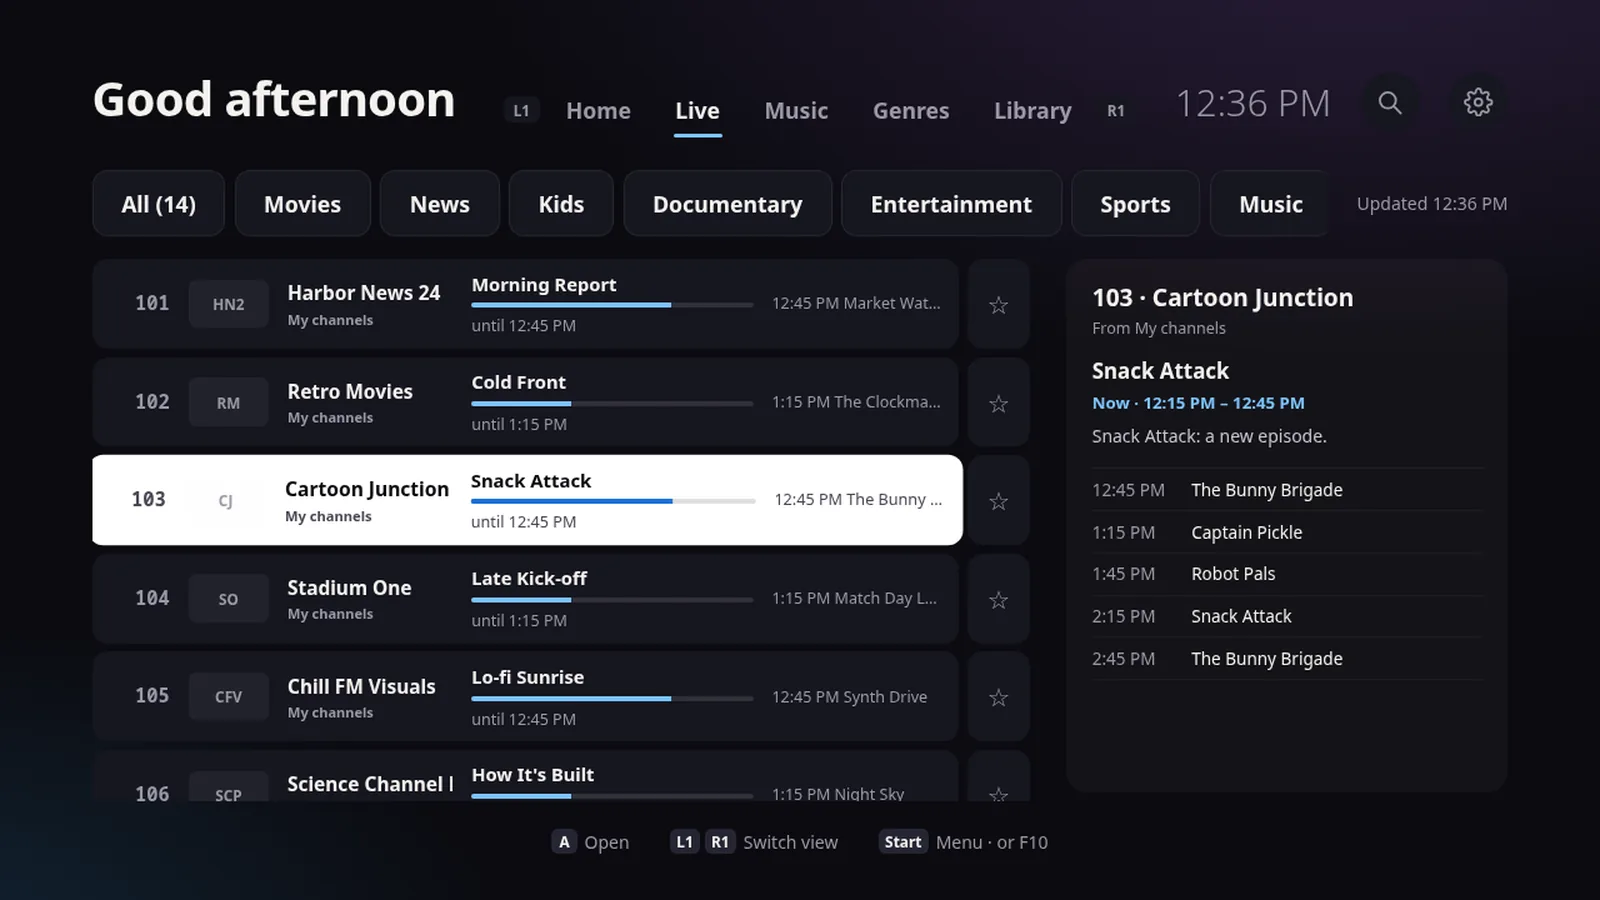 Good afternoon
L1 Home Live Music Genres Library R1
12:36 PM
All (14) Movies News Kids Documentary Entertainment Sports Music
Updated 12:36 PM
101 HN2 Harbor News 24
My channels
Morning Report
until 12:45 PM
12:45 PM Market Wat...
102 RM Retro Movies
My channels
Cold Front
until 1:15 PM
1:15 PM The Clockma...
103 CJ Cartoon Junction
My channels
Snack Attack
until 12:45 PM
12:45 PM The Bunny ...
104 SO Stadium One
My channels
Late Kick-off
until 1:15 PM
1:15 PM Match Day L...
105 CFV Chill FM Visuals
My channels
Lo-fi Sunrise
until 12:45 PM
12:45 PM Synth Drive
106 SCP Science Channel
How It's Built
1:15 PM Night Sky
103 · Cartoon Junction
From My channels
Snack Attack
Now · 12:15 PM – 12:45 PM
Snack Attack: a new episode.
12:45 PM The Bunny Brigade
1:15 PM Captain Pickle
1:45 PM Robot Pals
2:15 PM Snack Attack
2:45 PM The Bunny Brigade
A Open L1 R1 Switch view Start Menu · or F10